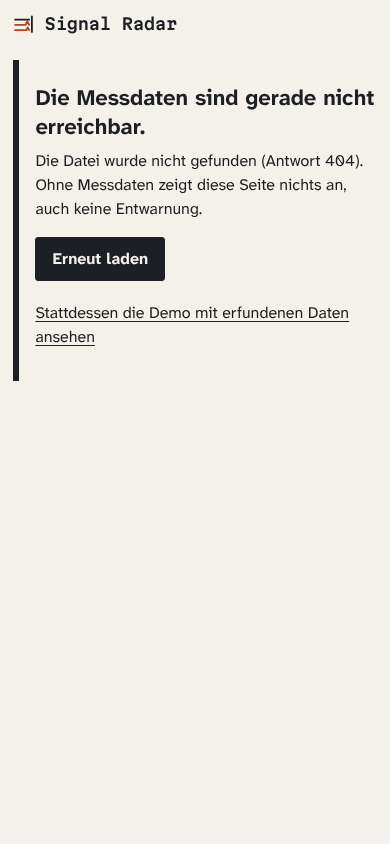 Signal Radar
Die Messdaten sind gerade nicht
erreichbar.
Die Datei wurde nicht gefunden (Antwort 404).
Ohne Messdaten zeigt diese Seite nichts an,
auch keine Entwarnung.
Erneut laden
Stattdessen die Demo mit erfundenen Daten
ansehen